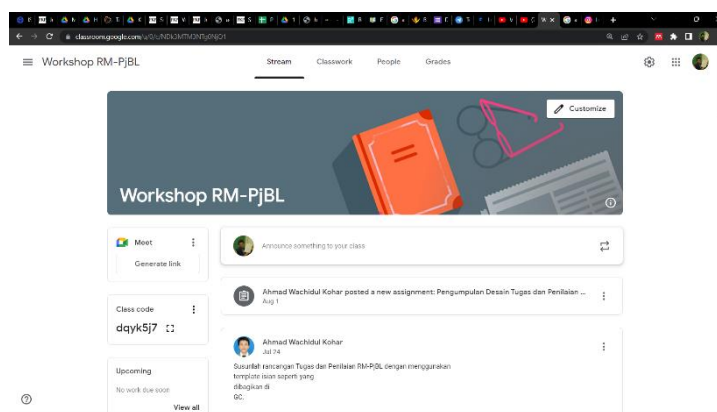 classroom.google.com
Workshop RM-PjBL
Stream
Classwork
People
Grades
Customize
Workshop RM-PjBL
Meet
Generate link
Announce something to your class
Ahmad Wachidul Kohar posted a new assignment: Pengumpulan Desain Tugas dan Penilaian ...
Aug 1
Class code
dqyk5j7
Ahmad Wachidul Kohar
Jul 24
Susunlah rancangan Tugas dan Penilaian RM-PjBL dengan menggunakan
template isian seperti yang
dibagikan di
GC.
Upcoming
No work due soon
View all